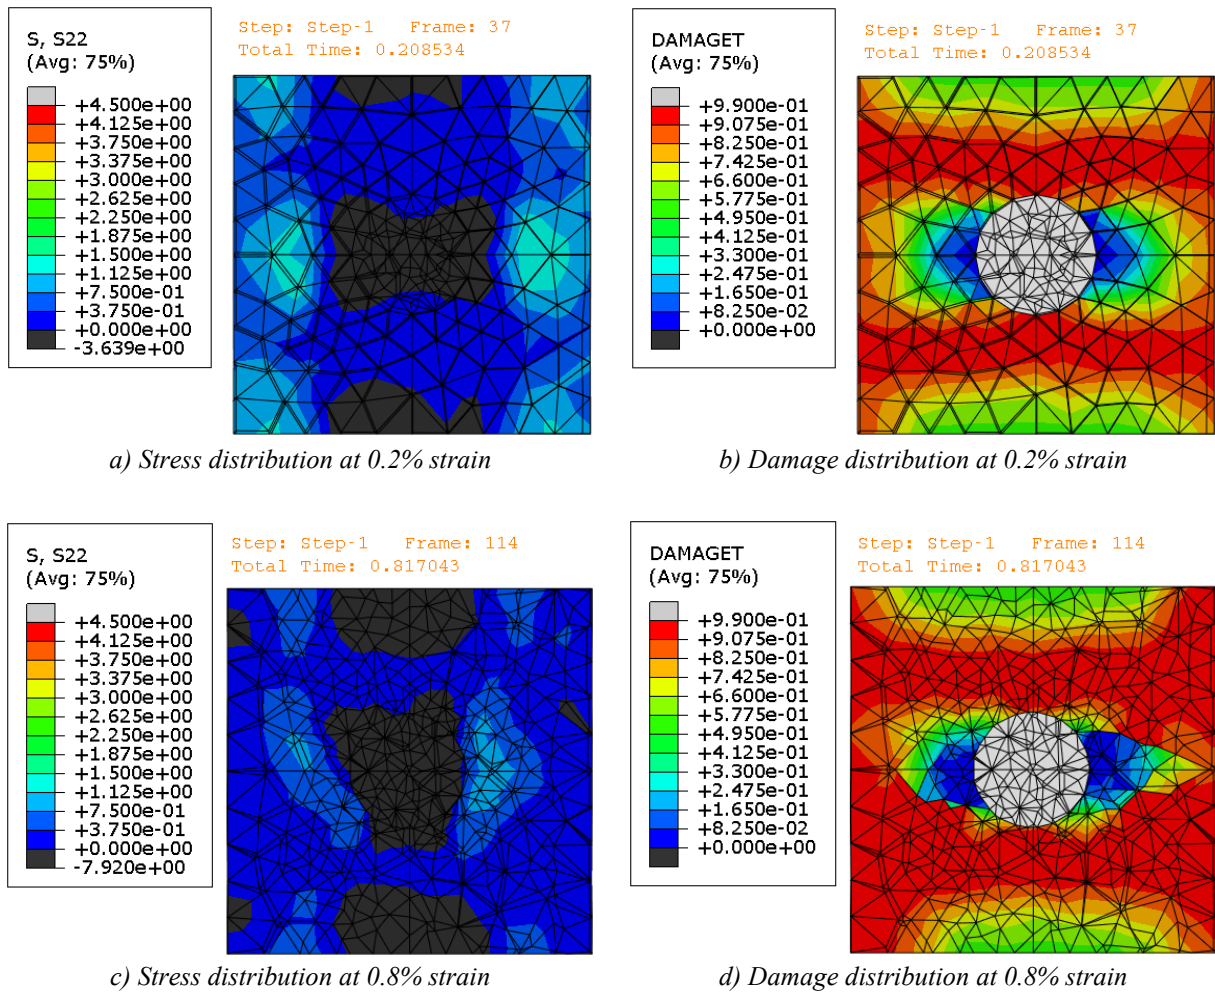 S, S22
(Avg: 75%)
+4.500e+00
+4.125e+00
+3.750e+00
+3.375e+00
+3.000e+00
+2.625e+00
+2.250e+00
+1.875e+00
+1.500e+00
+1.125e+00
+7.500e-01
+3.750e-01
+0.000e+00
-3.639e+00
Step: Step-1 Frame: 37
Total Time: 0.208534
a) Stress distribution at 0.2% strain
DAMAGET
(Avg: 75%)
+9.900e-01
+9.075e-01
+8.250e-01
+7.425e-01
+6.600e-01
+5.775e-01
+4.950e-01
+4.125e-01
+3.300e-01
+2.475e-01
+1.650e-01
+8.250e-02
+0.000e+00
Step: Step-1 Frame: 37
Total Time: 0.208534
b) Damage distribution at 0.2% strain
S, S22
(Avg: 75%)
+4.500e+00
+4.125e+00
+3.750e+00
+3.375e+00
+3.000e+00
+2.625e+00
+2.250e+00
+1.875e+00
+1.500e+00
+1.125e+00
+7.500e-01
+3.750e-01
+0.000e+00
-7.920e+00
Step: Step-1 Frame: 114
Total Time: 0.817043
c) Stress distribution at 0.8% strain
DAMAGET
(Avg: 75%)
+9.900e-01
+9.075e-01
+8.250e-01
+7.425e-01
+6.600e-01
+5.775e-01
+4.950e-01
+4.125e-01
+3.300e-01
+2.475e-01
+1.650e-01
+8.250e-02
+0.000e+00
Step: Step-1 Frame: 114
Total Time: 0.817043
d) Damage distribution at 0.8% strain